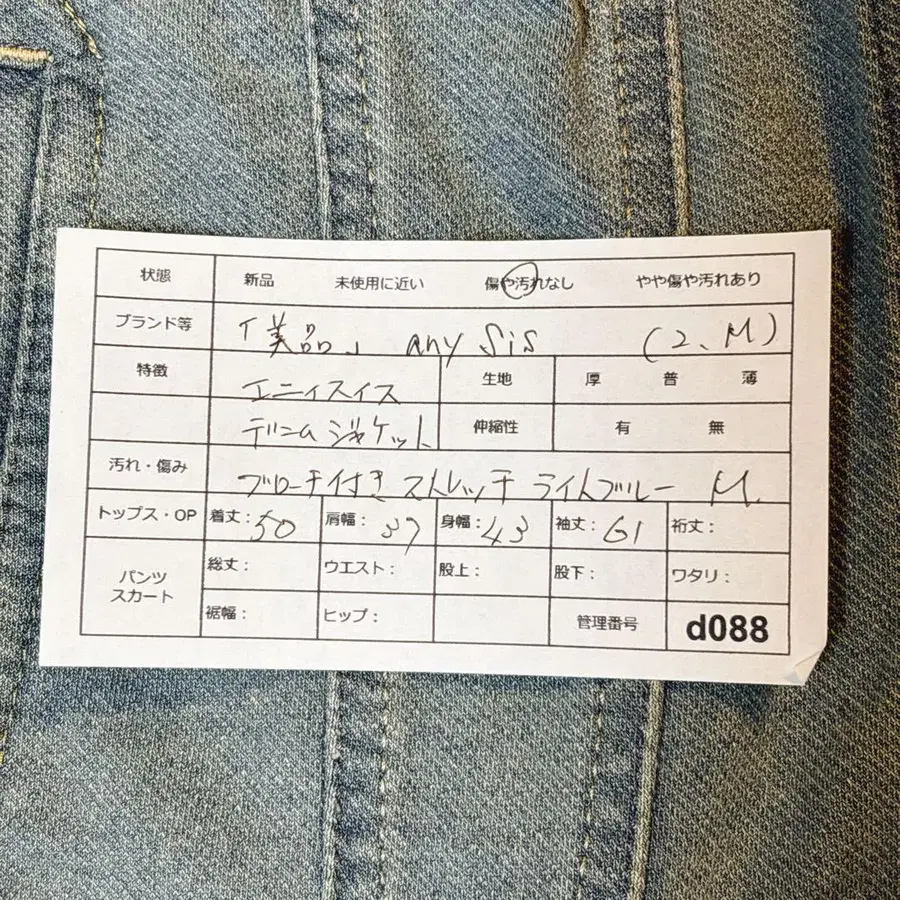 状態 新品 未使用に近い 傷や汚れなし やや傷や汚れあり
ブランド等 「美品」 any SiS (2、M)
特徴 エニィスイス 生地 厚 普 薄
デニム ジャケット 伸縮性 有 無
汚れ・傷み ブローチ付き ストレッチ ライトブルー M
トップス・OP 着丈:50 肩幅:37 身幅:43 袖丈:61 裄丈:
パンツ スカート 総丈: ウエスト: 股上: 股下: ワタリ:
裾幅: ヒップ: 管理番号 d088